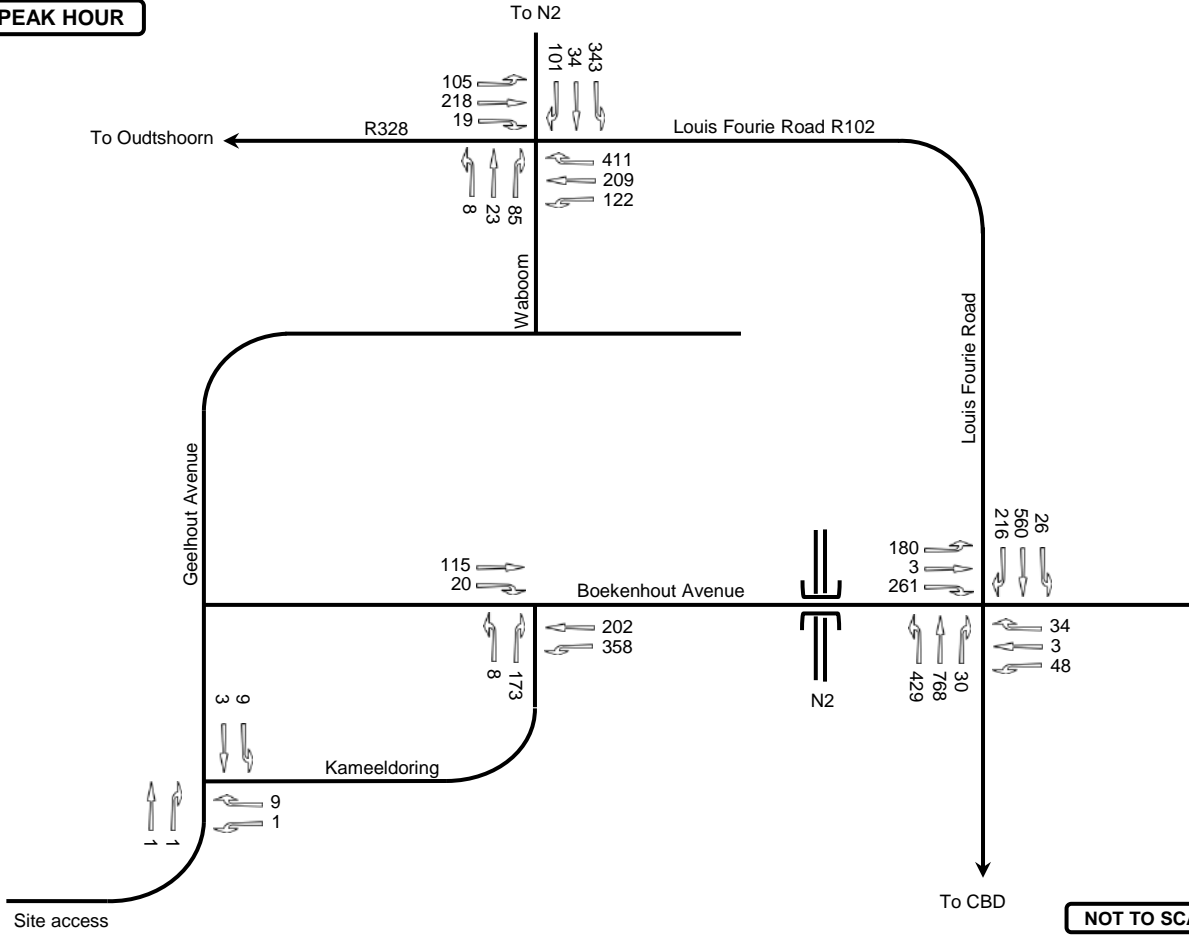 PEAK HOUR
To N2
101
34
343
105
218
19
To Oudtshoorn
R328
Louis Fourie Road R102
411
209
122
8
23
85
Waboom
Louis Fourie Road
Geelhout Avenue
216
560
26
180
3
261
115
20
Boekenhout Avenue
202
358
34
3
48
8
173
429
768
30
N2
3
9
Kameeldoring
9
1
1
1
To CBD
Site access
NOT TO SCA